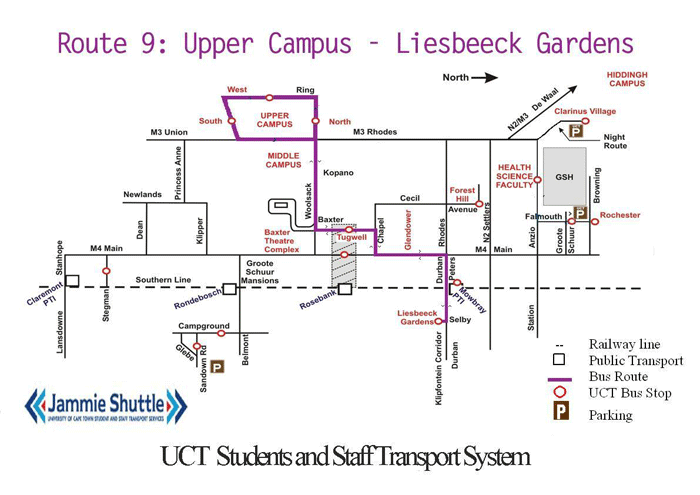 Route 9: Upper Campus - Liesbeeck Gardens
North
HIDDINGH
CAMPUS
West
Ring
N2/M3 De Waal
Clarinus Village
South
UPPER
CAMPUS
North
P
M3 Union
M3 Rhodes
Night
Route
Princess Anne
MIDDLE
CAMPUS
Kopano
HEALTH
SCIENCE
FACULTY
GSH
Browning
Newlands
Woolsack
Cecil
Forest
Hill
Avenue
Dean
Klipper
Baxter
Tugwell
Chapel
Glendower
Rhodes
N2 Settlers
Anzio
Falmouth
P
Rochester
Groote
Schuur
Baxter
Theatre
Complex
Stanhope
M4 Main
M4
Main
Groote
Schuur
Mansions
Durban
Peters
Southern Line
Claremont
PTI
Stegman
Rondebosch
Rosebank
Mowbray
PTI
Lansdowne
Liesbeeck
Gardens
Selby
Station
Campground
Glebe
Sandown Rd
P
Belmont
Klipfontein Corridor
Durban
Railway line
Public Transport
Bus Route
UCT Bus Stop
P
Parking
Jammie Shuttle
UNIVERSITY OF CAPE TOWN STUDENT AND STAFF TRANSPORT SERVICES
UCT Students and Staff Transport System